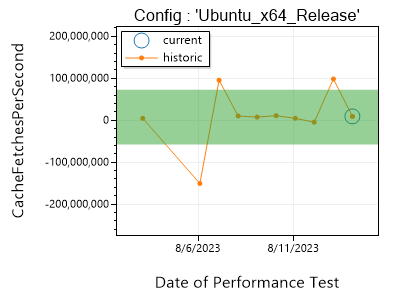 Config : 'Ubuntu_x64_Release'
current
historic
CacheFetchesPerSecond
200,000,000
100,000,000
0
-100,000,000
-200,000,000
8/6/2023
8/11/2023
Date of Performance Test